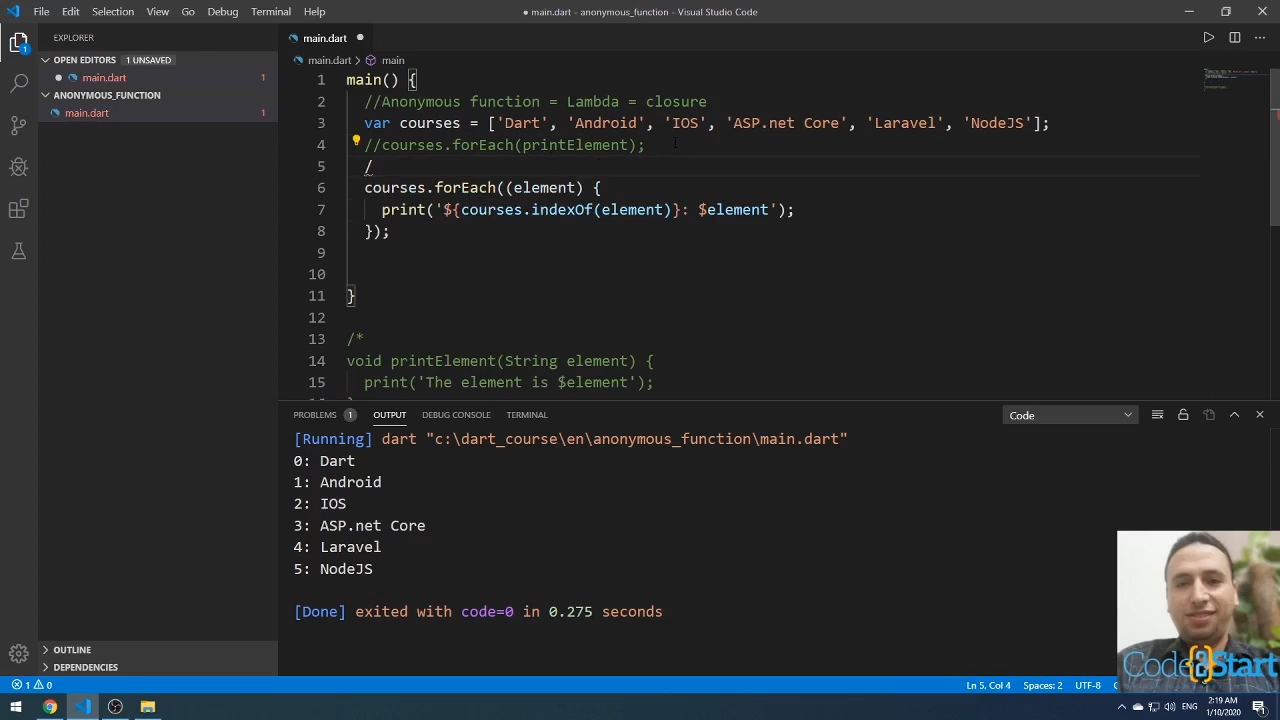 File Edit Selection View Go Debug Terminal Help
● main.dart - anonymous_function - Visual Studio Code
1
EXPLORER
OPEN EDITORS 1 UNSAVED
● main.dart 1
ANONYMOUS_FUNCTION
main.dart 1
OUTLINE
DEPENDENCIES
main.dart ●
main.dart > main
1 main() {
2 //Anonymous function = Lambda = closure
3 var courses = ['Dart', 'Android', 'IOS', 'ASP.net Core', 'Laravel', 'NodeJS'];
4 //courses.forEach(printElement);
5 /
6 courses.forEach((element) {
7 print('${courses.indexOf(element)}: $element');
8 });
9
10
11 }
12
13 /*
14 void printElement(String element) {
15 print('The element is $element');
PROBLEMS 1 OUTPUT DEBUG CONSOLE TERMINAL
Code
[Running] dart "c:\dart_course\en\anonymous_function\main.dart"
0: Dart
1: Android
2: IOS
3: ASP.net Core
4: Laravel
5: NodeJS
[Done] exited with code=0 in 0.275 seconds
Code2Start
1 0
Ln 5, Col 4 Spaces: 2 UTF-8
ENG
2:19 AM
1/10/2020
1